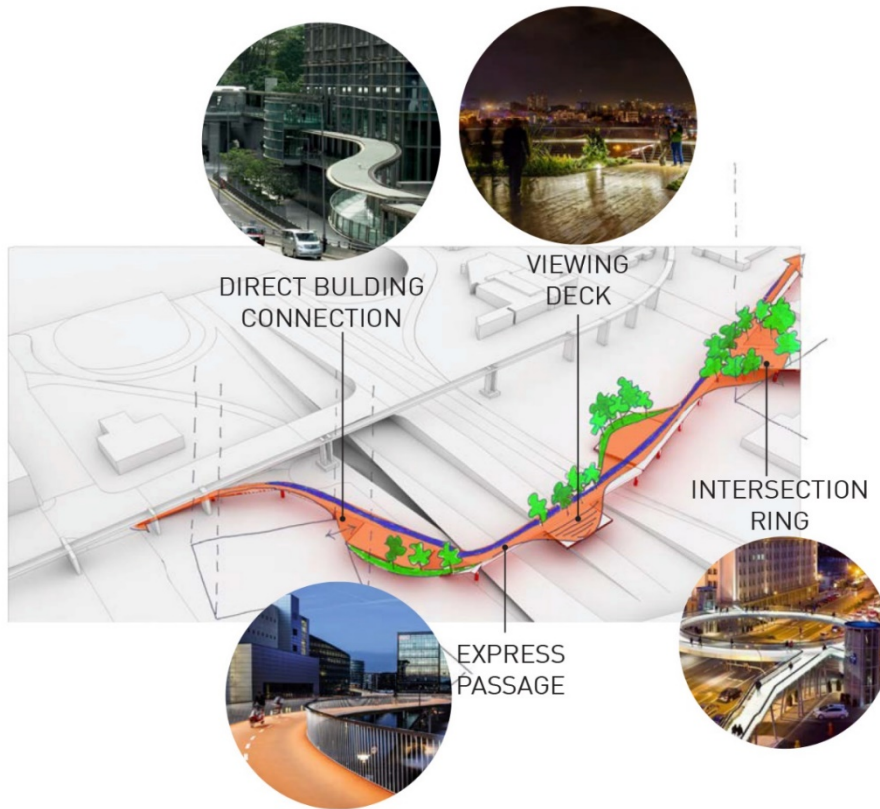 DIRECT BULDING
CONNECTION
VIEWING
DECK
INTERSECTION
RING
EXPRESS
PASSAGE